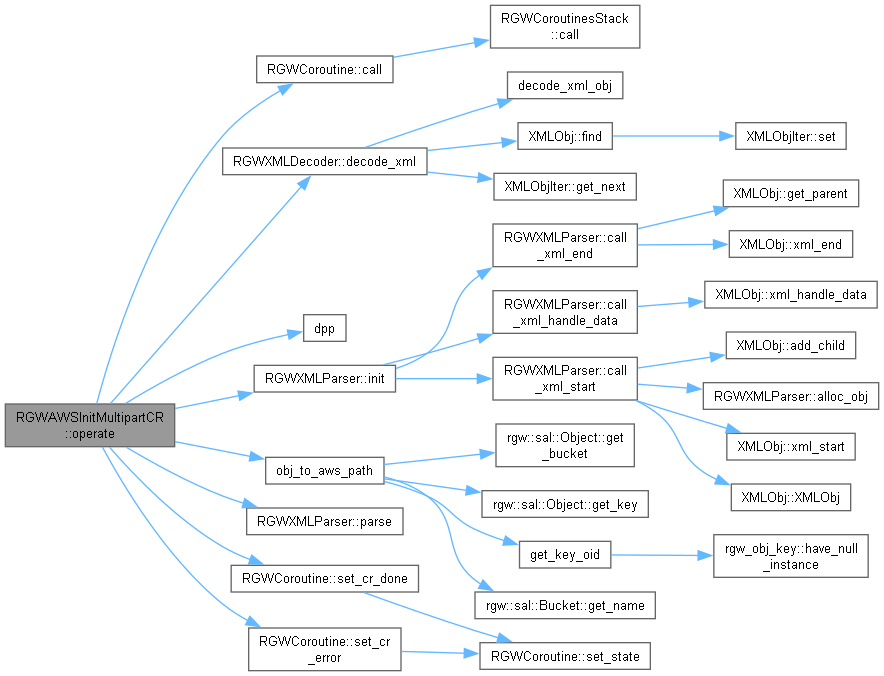 RGWCoroutinesStack
::call
RGWCoroutine::call
decode_xml_obj
XMLObj::find
XMLObjIter::set
RGWXMLDecoder::decode_xml
XMLObjIter::get_next
XMLObj::get_parent
RGWXMLParser::call
_xml_end
XMLObj::xml_end
XMLObj::xml_handle_data
RGWXMLParser::call
_xml_handle_data
dpp
XMLObj::add_child
RGWXMLParser::init
RGWXMLParser::call
_xml_start
RGWXMLParser::alloc_obj
RGWAWSInitMultipartCR
::operate
rgw::sal::Object::get
_bucket
XMLObj::xml_start
obj_to_aws_path
XMLObj::XMLObj
rgw::sal::Object::get_key
RGWXMLParser::parse
get_key_oid
rgw_obj_key::have_null
_instance
RGWCoroutine::set_cr_done
rgw::sal::Bucket::get_name
RGWCoroutine::set_cr
_error
RGWCoroutine::set_state